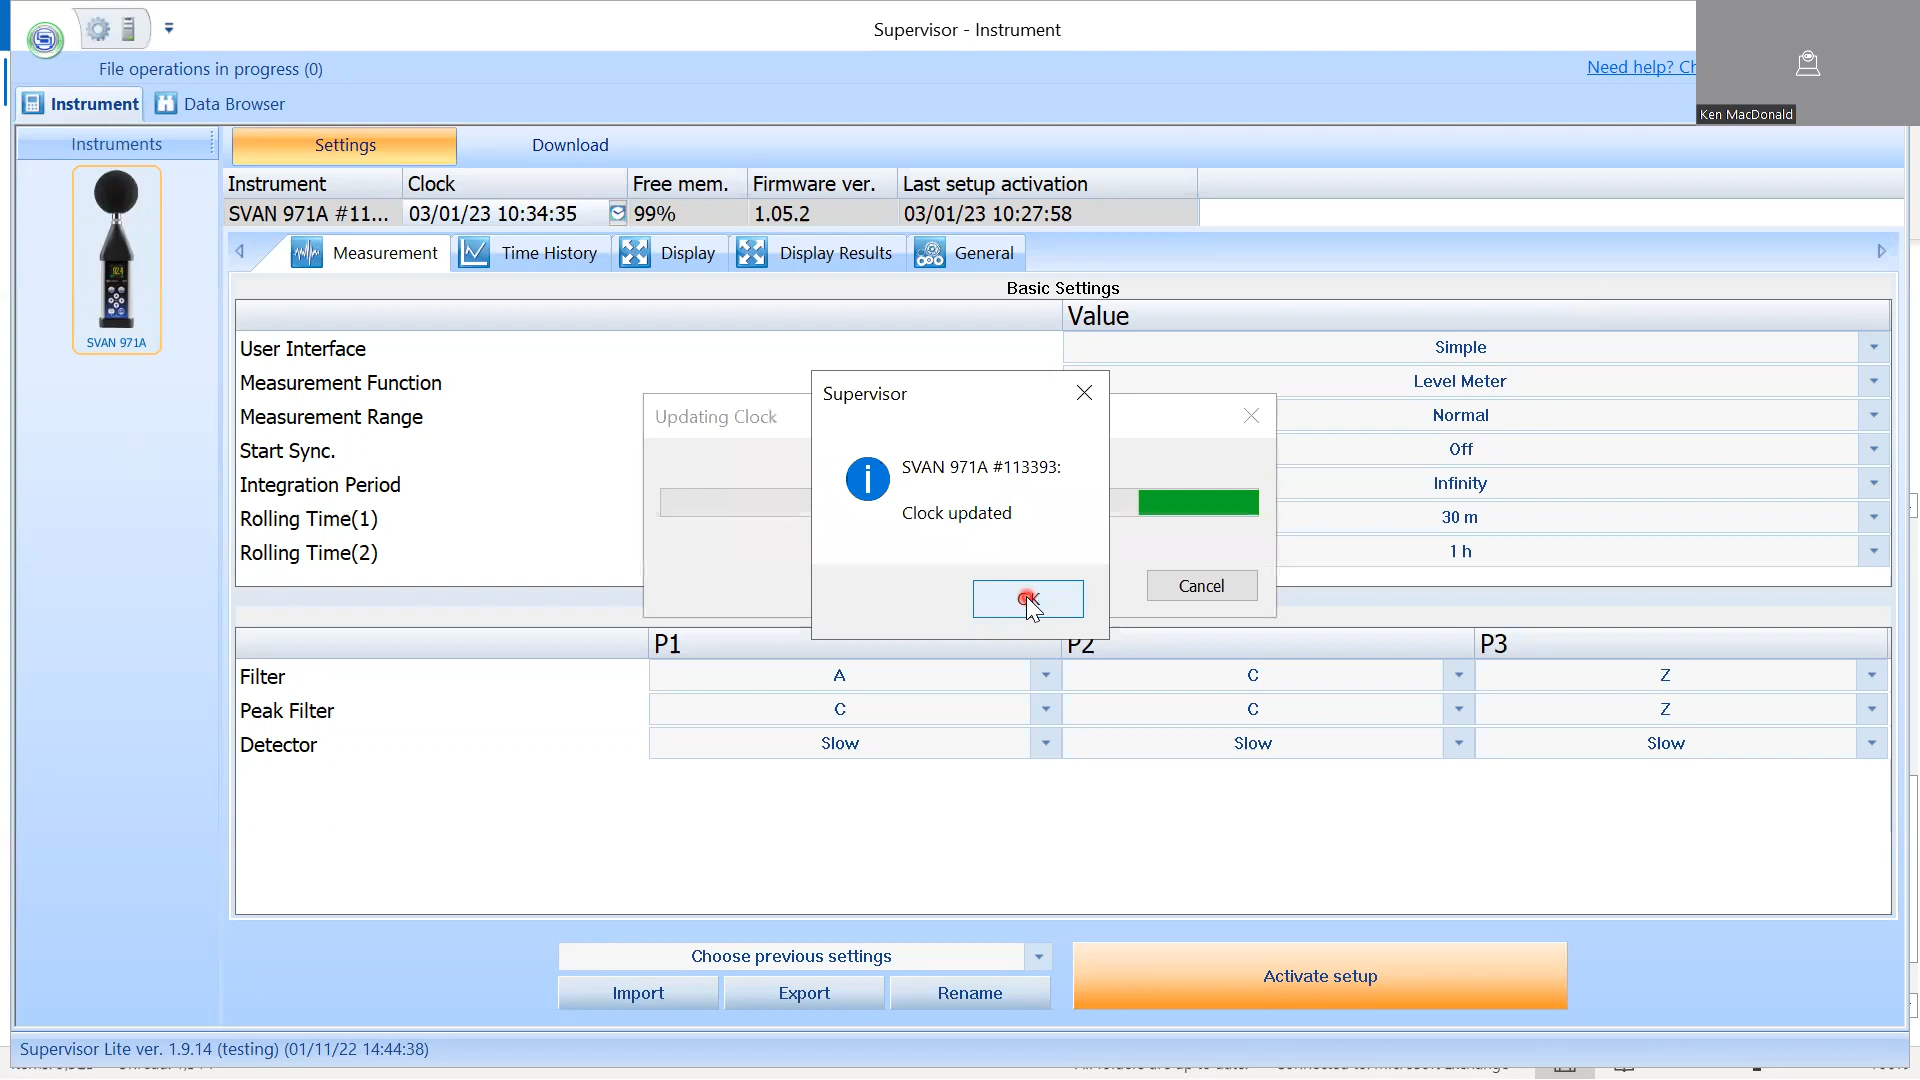 Supervisor - Instrument
File operations in progress (0)
Need help? Ch
Ken MacDonald
Instrument
Data Browser
Instruments
Settings
Download
Instrument Clock Free mem. Firmware ver. Last setup activation
SVAN 971A #11... 03/01/23 10:34:35 99% 1.05.2 03/01/23 10:27:58
Measurement Time History Display Display Results General
SVAN 971A
Basic Settings
Value
User Interface Simple
Measurement Function Level Meter
Measurement Range Normal
Start Sync. Off
Integration Period Infinity
Rolling Time(1) 30 m
Rolling Time(2) 1 h
Updating Clock
Cancel
Supervisor
SVAN 971A #113393:
Clock updated
OK
P1 P2 P3
Filter A C Z
Peak Filter C C Z
Detector Slow Slow Slow
Choose previous settings
Import Export Rename
Activate setup
Supervisor Lite ver. 1.9.14 (testing) (01/11/22 14:44:38)